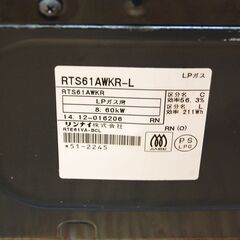 RTS61AWKR-L
LPガス
RTS61AWKR
LPガス用
8.60kW
14.12-016206
RN
リンナイ株式会社
RTE61VA-BCL
*51-2245
区分名 C
効率56.3%
区分名 L
効率 211Wh
RN(O)
PS
LPG